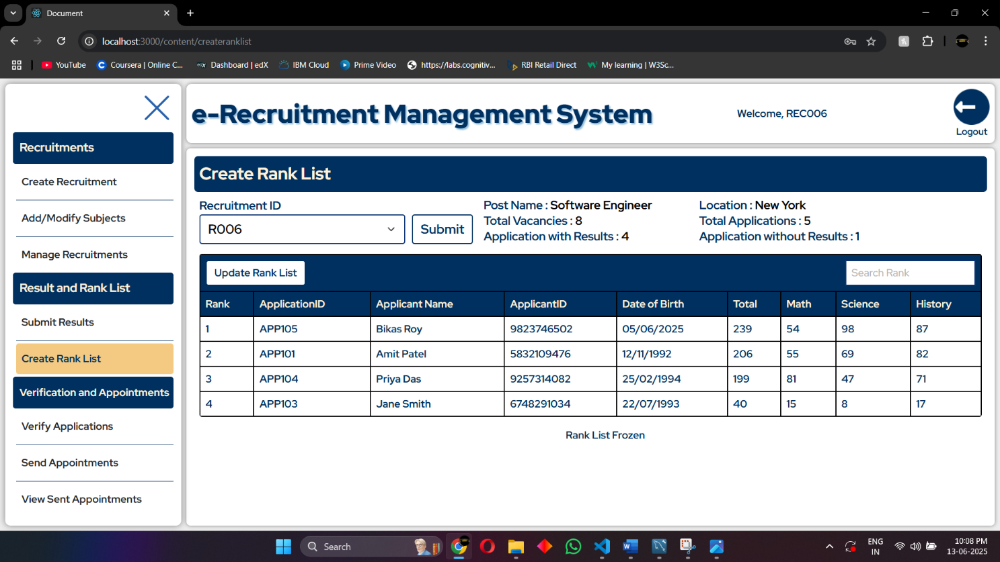 Document
localhost:3000/content/createranklist
YouTube
Coursera | Online C...
Dashboard | edX
IBM Cloud
Prime Video
https://labs.cognitiv...
RBI Retail Direct
My learning | W3Sc...
e-Recruitment Management System
Welcome, REC006
Logout
Recruitments
Create Recruitment
Add/Modify Subjects
Manage Recruitments
Result and Rank List
Submit Results
Create Rank List
Verification and Appointments
Verify Applications
Send Appointments
View Sent Appointments
Create Rank List
Recruitment ID
R006
Submit
Post Name : Software Engineer
Total Vacancies : 8
Application with Results : 4
Location : New York
Total Applications : 5
Application without Results : 1
Update Rank List
Search Rank
Rank ApplicationID Applicant Name ApplicantID Date of Birth Total Math Science History
1 APP105 Bikas Roy 9823746502 05/06/2025 239 54 98 87
2 APP101 Amit Patel 5832109476 12/11/1992 206 55 69 82
3 APP104 Priya Das 9257314082 25/02/1994 199 81 47 71
4 APP103 Jane Smith 6748291034 22/07/1993 40 15 8 17
Rank List Frozen
Search
ENG
IN
10:08 PM
13-06-2025